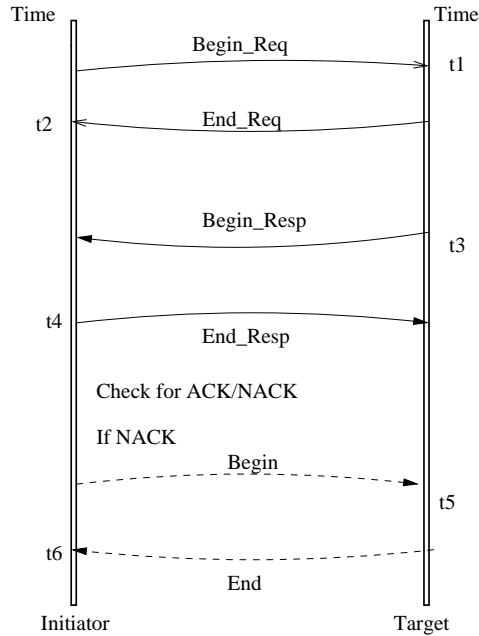 Time
Time
Begin_Req
t1
End_Req
t2
Begin_Resp
t3
t4
End_Resp
Check for ACK/NACK
If NACK
Begin
t5
t6
End
Initiator
Target